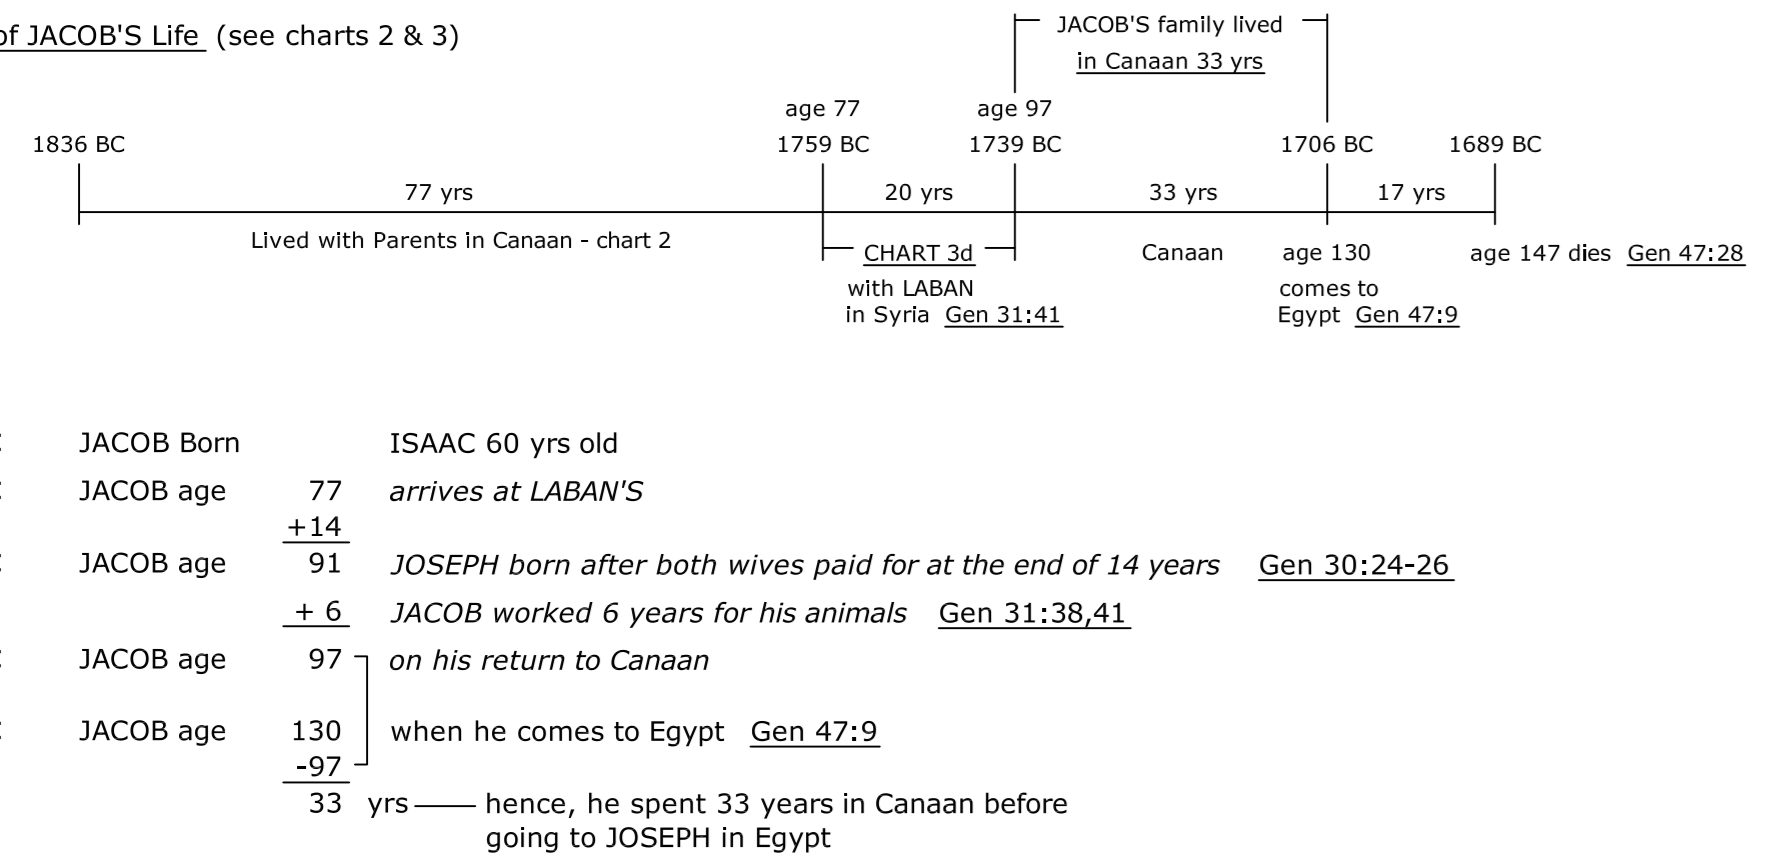 of JACOB'S Life (see charts 2 & 3)
JACOB'S family lived
in Canaan 33 yrs
age 77 age 97
1836 BC 1759 BC 1739 BC 1706 BC 1689 BC
77 yrs 20 yrs 33 yrs 17 yrs
Lived with Parents in Canaan - chart 2
CHART 3d Canaan age 130 age 147 dies Gen 47:28
with LABAN comes to
in Syria Gen 31:41 Egypt Gen 47:9
JACOB Born ISAAC 60 yrs old
JACOB age 77 arrives at LABAN'S
+14
JACOB age 91 JOSEPH born after both wives paid for at the end of 14 years Gen 30:24-26
+ 6 JACOB worked 6 years for his animals Gen 31:38,41
JACOB age 97 on his return to Canaan
JACOB age 130 when he comes to Egypt Gen 47:9
-97
33 yrs hence, he spent 33 years in Canaan before
going to JOSEPH in Egypt